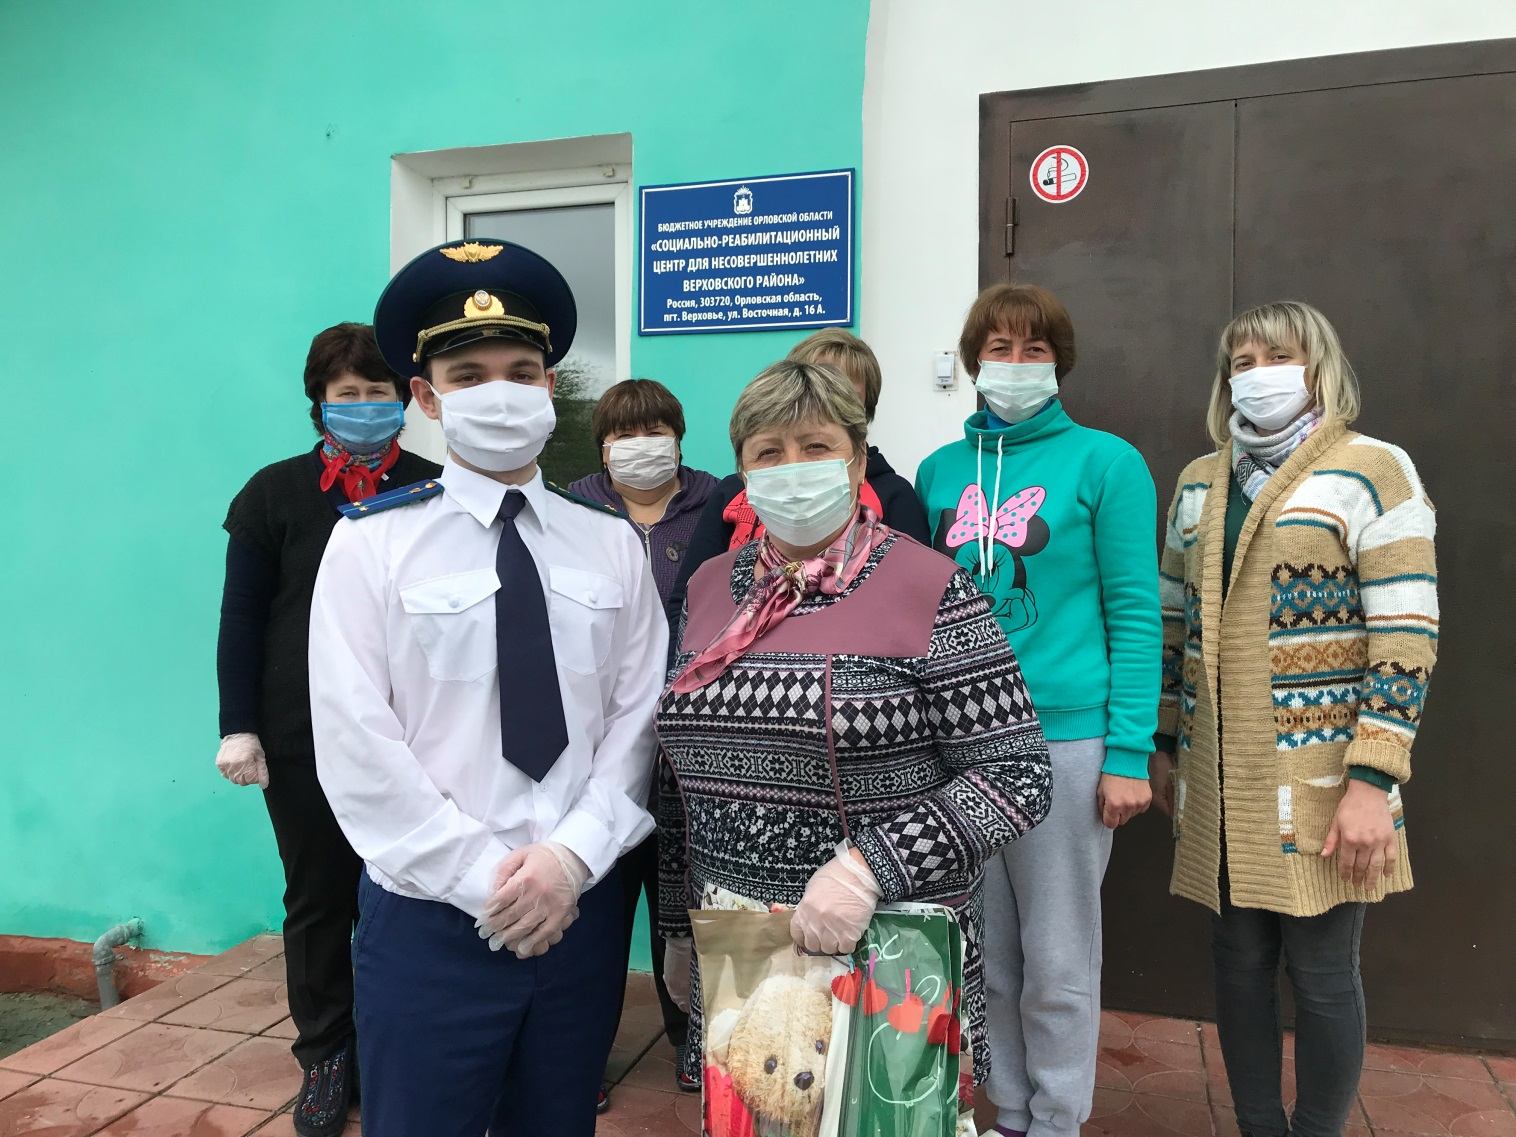 БЮДЖЕТНОЕ УЧРЕЖДЕНИЕ ОРЛОВСКОЙ ОБЛАСТИ
«СОЦИАЛЬНО-РЕАБИЛИТАЦИОННЫЙ
ЦЕНТР ДЛЯ НЕСОВЕРШЕННОЛЕТНИХ
ВЕРХОВСКОГО РАЙОНА»
Россия, 303720, Орловская область,
пгт. Верховье, ул. Восточная, д. 16 А.